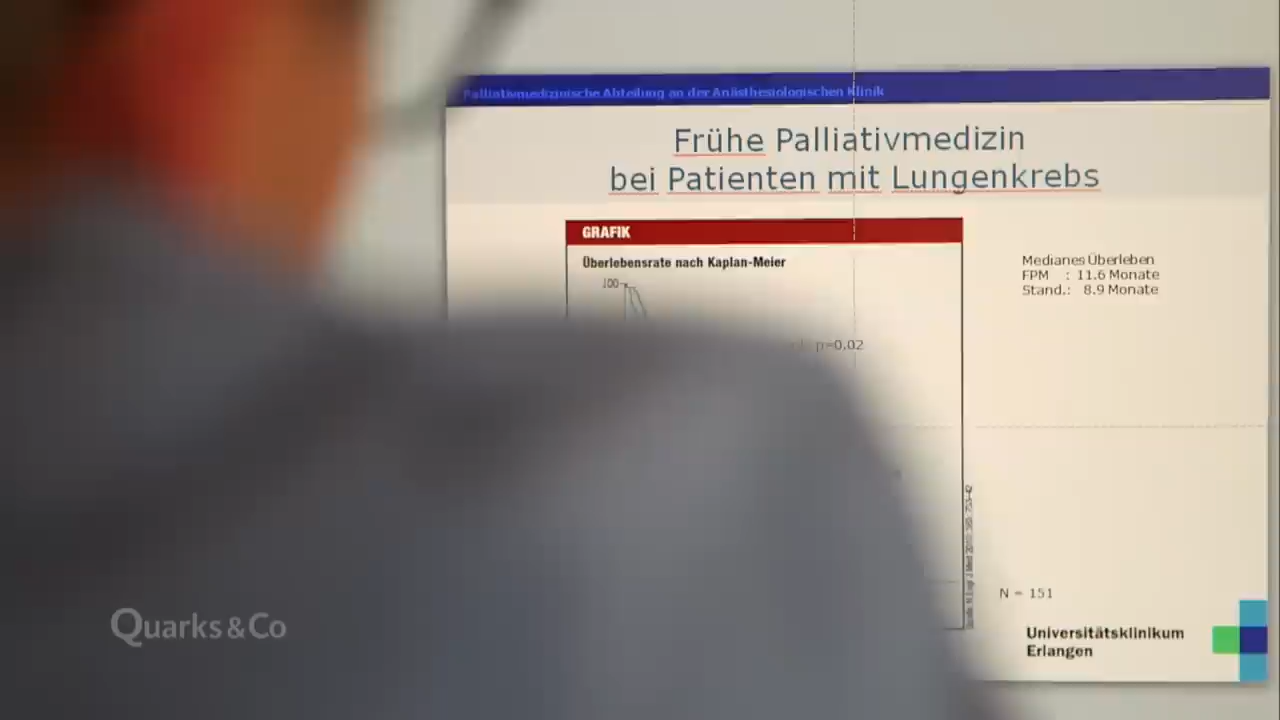 Palliativmedizinische Abteilung an der Anästhesiologischen Klinik
Frühe Palliativmedizin
bei Patienten mit Lungenkrebs
GRAFIK
Überlebensrate nach Kaplan-Meier
100
p=0,02
Medianes Überleben
FPM : 11.6 Monate
Stand.: 8.9 Monate
N = 151
Universitätsklinikum
Erlangen
Quarks & Co